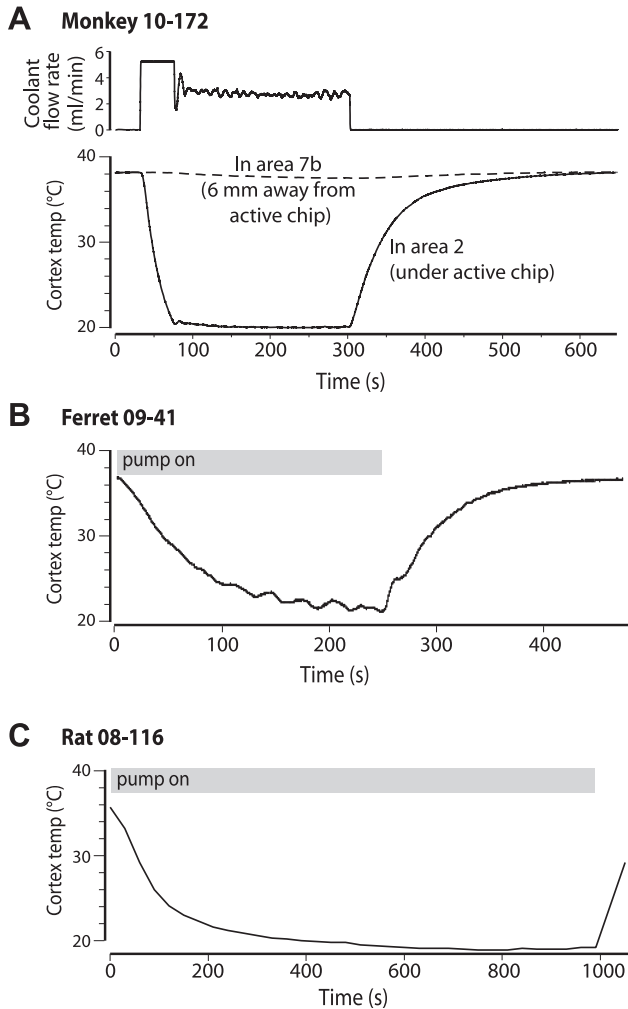 A Monkey 10-172
Coolant
flow rate
(ml/min)
6
4
2
0
Cortex temp (°C)
40
30
20
In area 7b
(6 mm away from
active chip)
In area 2
(under active chip)
0 100 200 300 400 500 600
Time (s)
B Ferret 09-41
Cortex temp (°C)
40
30
20
pump on
0 100 200 300 400
Time (s)
C Rat 08-116
Cortex temp (°C)
40
30
20
pump on
0 200 400 600 800 1000
Time (s)